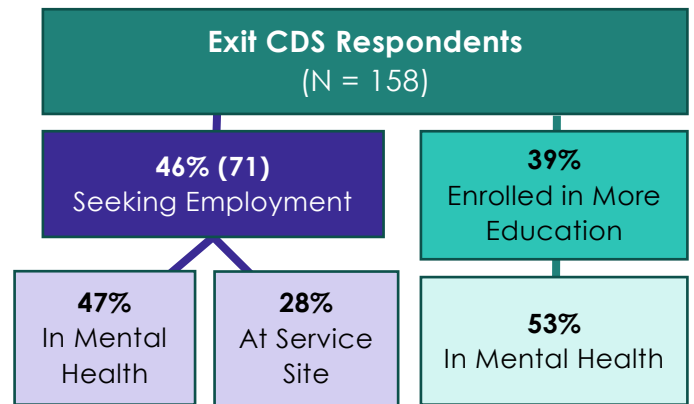 Exit CDS Respondents
(N = 158)
46% (71)
Seeking Employment
39%
Enrolled in More
Education
47%
In Mental
Health
28%
At Service
Site
53%
In Mental Health